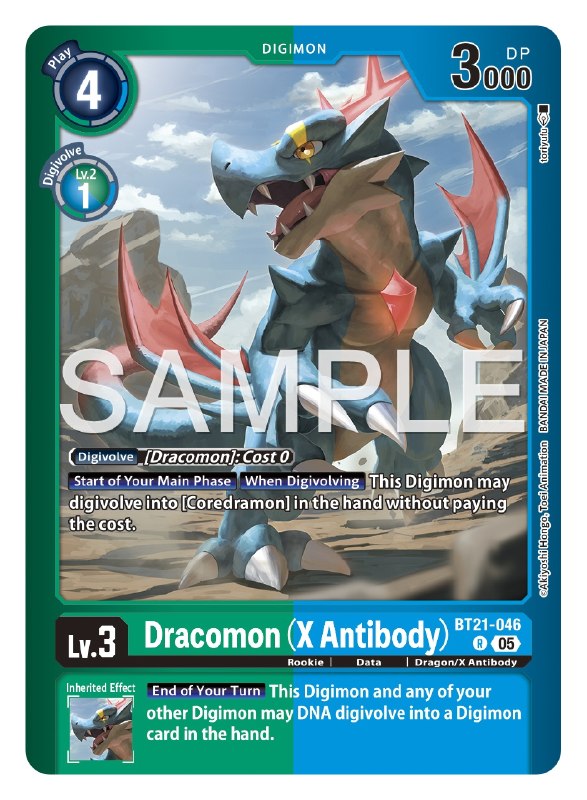 DIGIMON
Play
4
3000
DP
Digivolve
Lv.2
1
toriyufu
SAMPLE
Digivolve [Dracomon]: Cost 0
Start of Your Main Phase When Digivolving This Digimon may
digivolve into [Coredramon] in the hand without paying
the cost.
©Akiyoshi Hongo, Toei Animation BANDAI MADE IN JAPAN
Lv.3
Dracomon (X Antibody)
BT21-046
R 05
Rookie | Data | Dragon/X Antibody
Inherited Effect
End of Your Turn This Digimon and any of your
other Digimon may DNA digivolve into a Digimon
card in the hand.